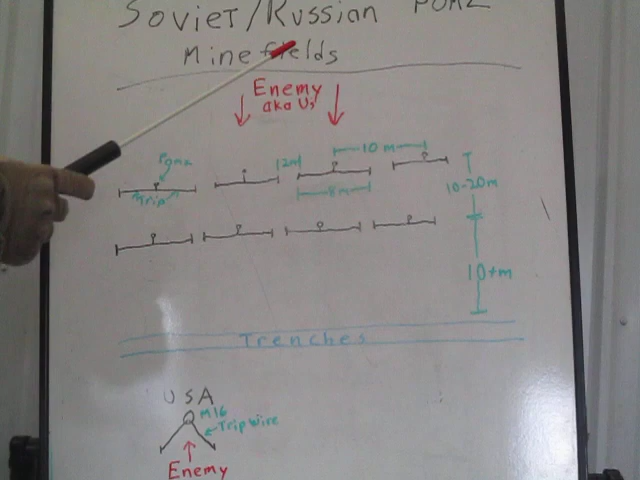 Soviet/Russian POMZ
Minefields
Enemy
aka Us
10 m
Pomz
12m
Trip
8m
10-20m
10+m
Trenches
USA
M16
Trip wire
Enemy